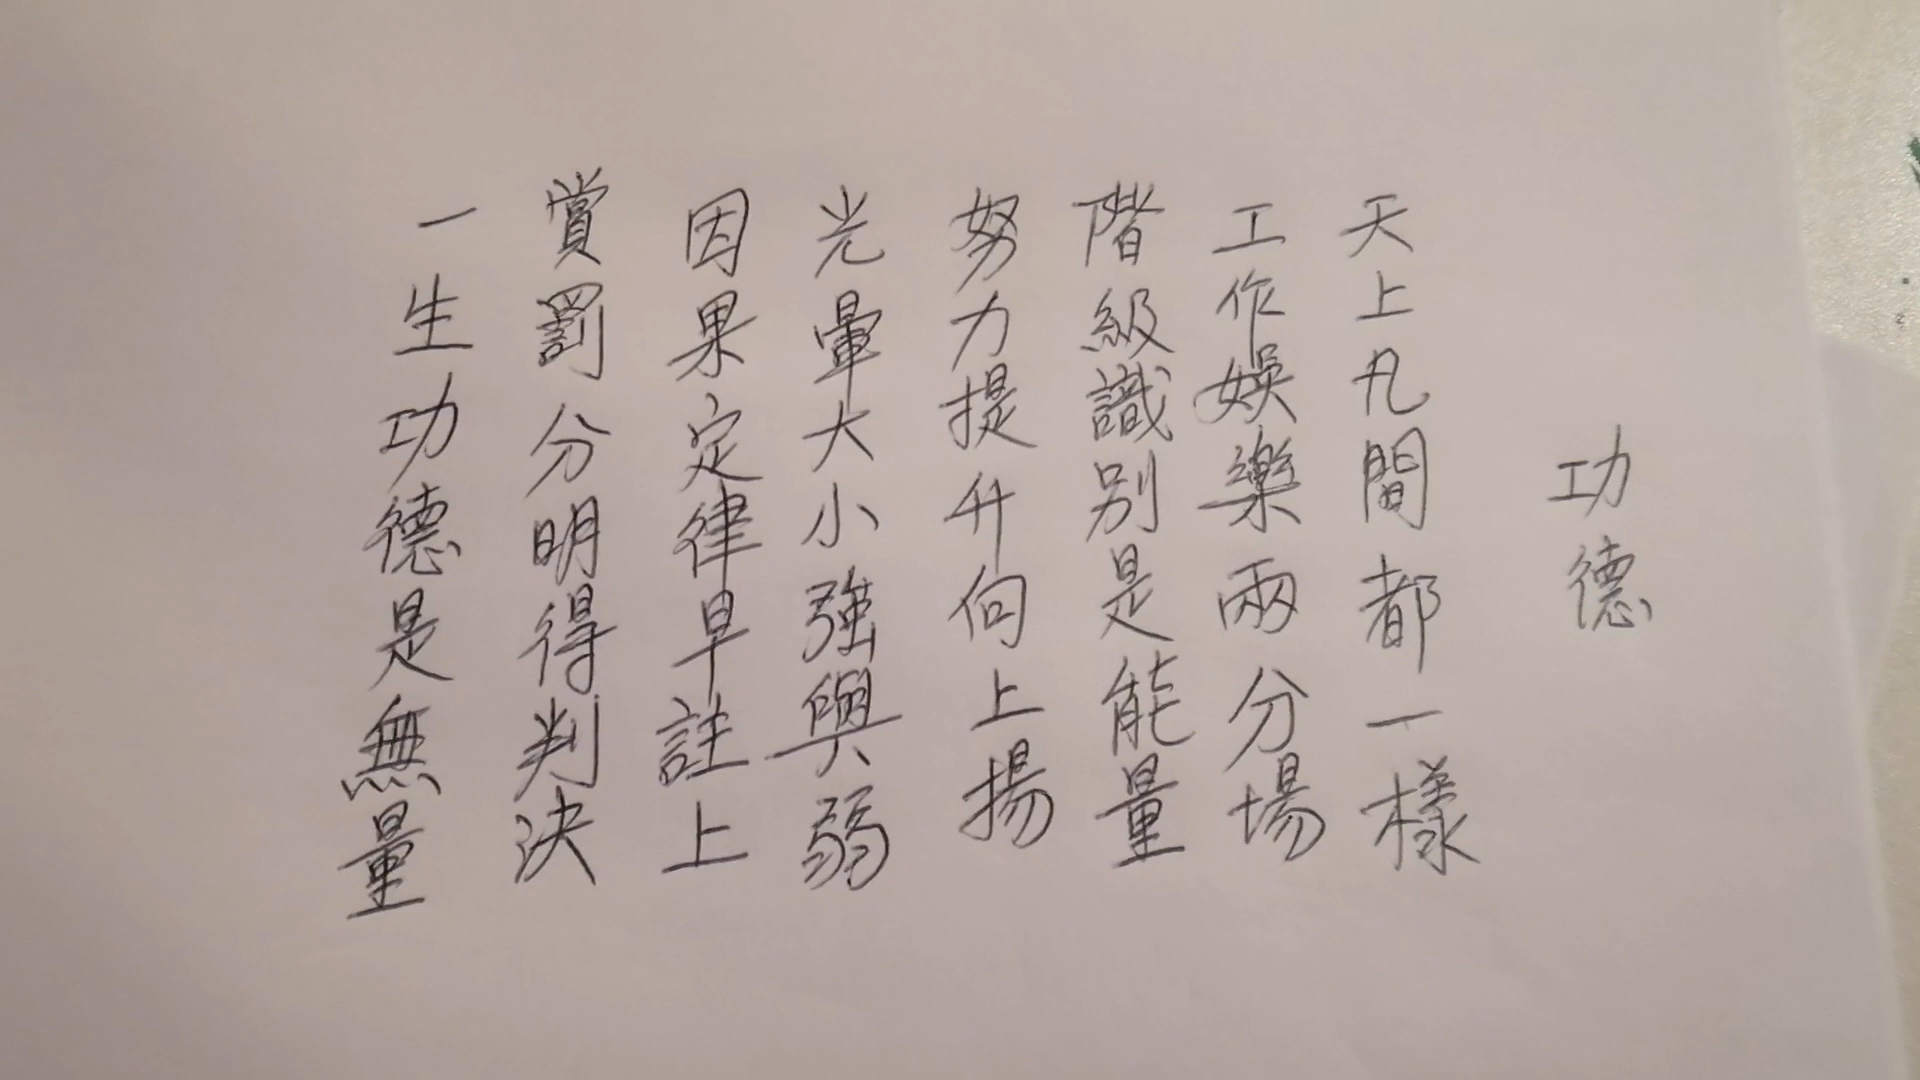 功德
天上凡間都一樣
工作娛樂兩分場
階級識別是能量
努力提升向上揚
光暈大小強與弱
因果定律早註上
賞罰分明得判決
一生功德是無量